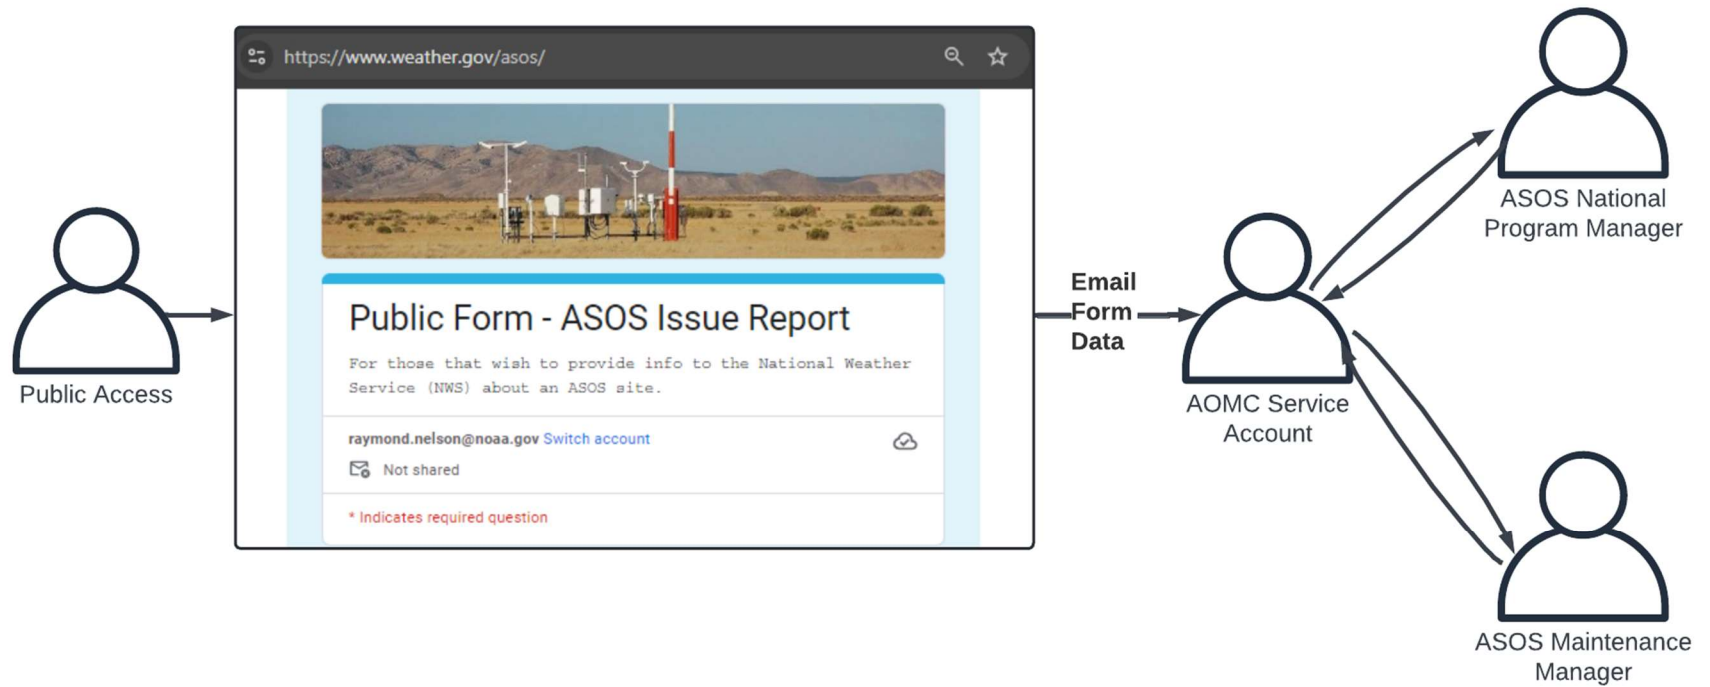 https://www.weather.gov/asos/
Public Form - ASOS Issue Report
For those that wish to provide info to the National Weather
Service (NWS) about an ASOS site.
raymond.nelson@noaa.gov Switch account
Not shared
* Indicates required question
Public Access
Email
Form
Data
AOMC Service
Account
ASOS National
Program Manager
ASOS Maintenance
Manager